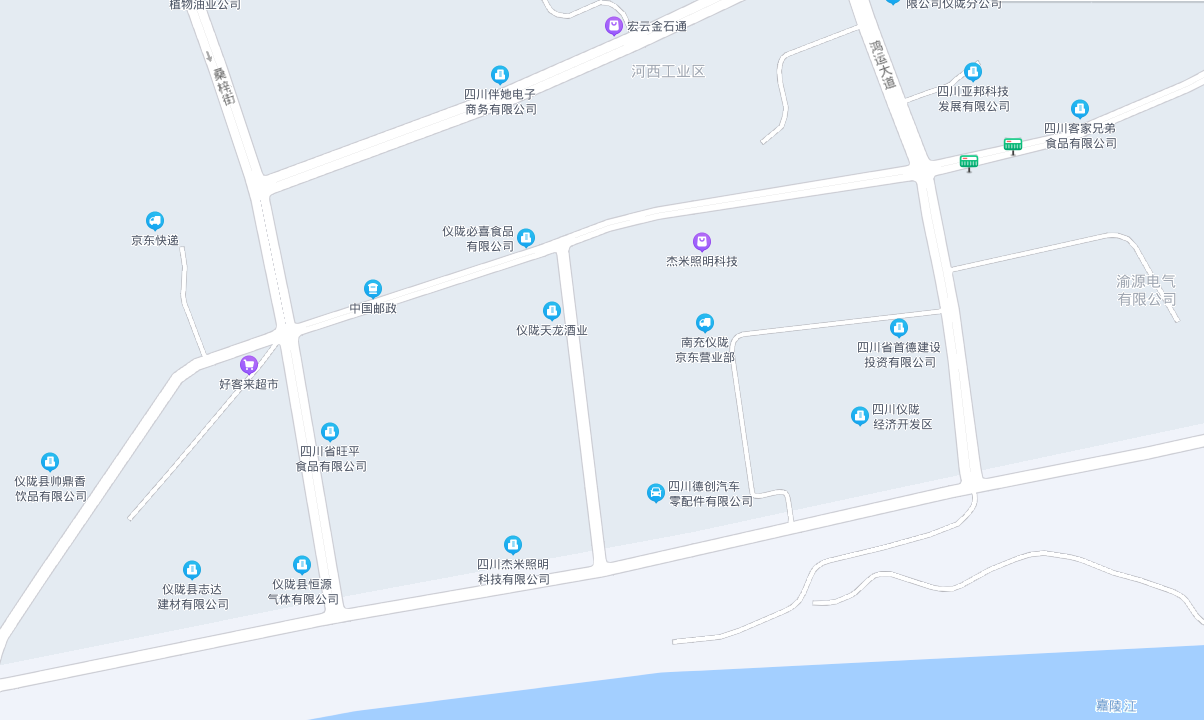 植物油业公司
限公司仪陇分公司
宏云金石通
鸿运大道
河西工业区
桑梓街
四川伴她电子
商务有限公司
四川亚邦科技
发展有限公司
四川客家兄弟
食品有限公司
京东快递
仪陇必喜食品
有限公司
杰米照明科技
渝源电气
有限公司
中国邮政
仪陇天龙酒业
南充仪陇
京东营业部
四川省首德建设
投资有限公司
好客来超市
四川仪陇
经济开发区
四川省旺平
食品有限公司
仪陇县帅鼎香
饮品有限公司
四川德创汽车
零配件有限公司
四川杰米照明
科技有限公司
仪陇县志达
建材有限公司
仪陇县恒源
气体有限公司
嘉陵江